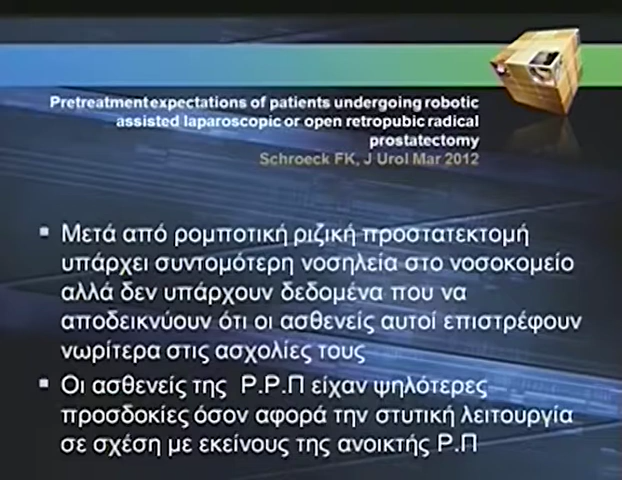 Pretreatment expectations of patients undergoing robotic
assisted laparoscopic or open retropubic radical
prostatectomy
Schroeck FK, J Urol Mar 2012
Μετά από ρομποτική ριζική προστατεκτομή
υπάρχει συντομότερη νοσηλεία στο νοσοκομείο
αλλά δεν υπάρχουν δεδομένα που να
αποδεικνύουν ότι οι ασθενείς αυτοί επιστρέφουν
νωρίτερα στις ασχολίες τους
Οι ασθενείς της Ρ.Ρ.Π είχαν ψηλότερες
προσδοκίες όσον αφορά την στυτική λειτουργία
σε σχέση με εκείνους της ανοικτής Ρ.Π